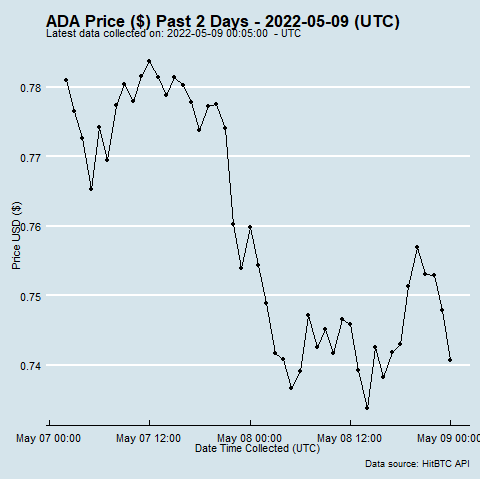 ADA Price ($) Past 2 Days - 2022-05-09 (UTC)
Latest data collected on: 2022-05-09 00:05:00 - UTC
0.78
0.77
0.76
0.75
0.74
Price USD ($)
May 07 00:00 May 07 12:00 May 08 00:00 May 08 12:00 May 09 00:00
Date Time Collected (UTC)
Data source: HitBTC API